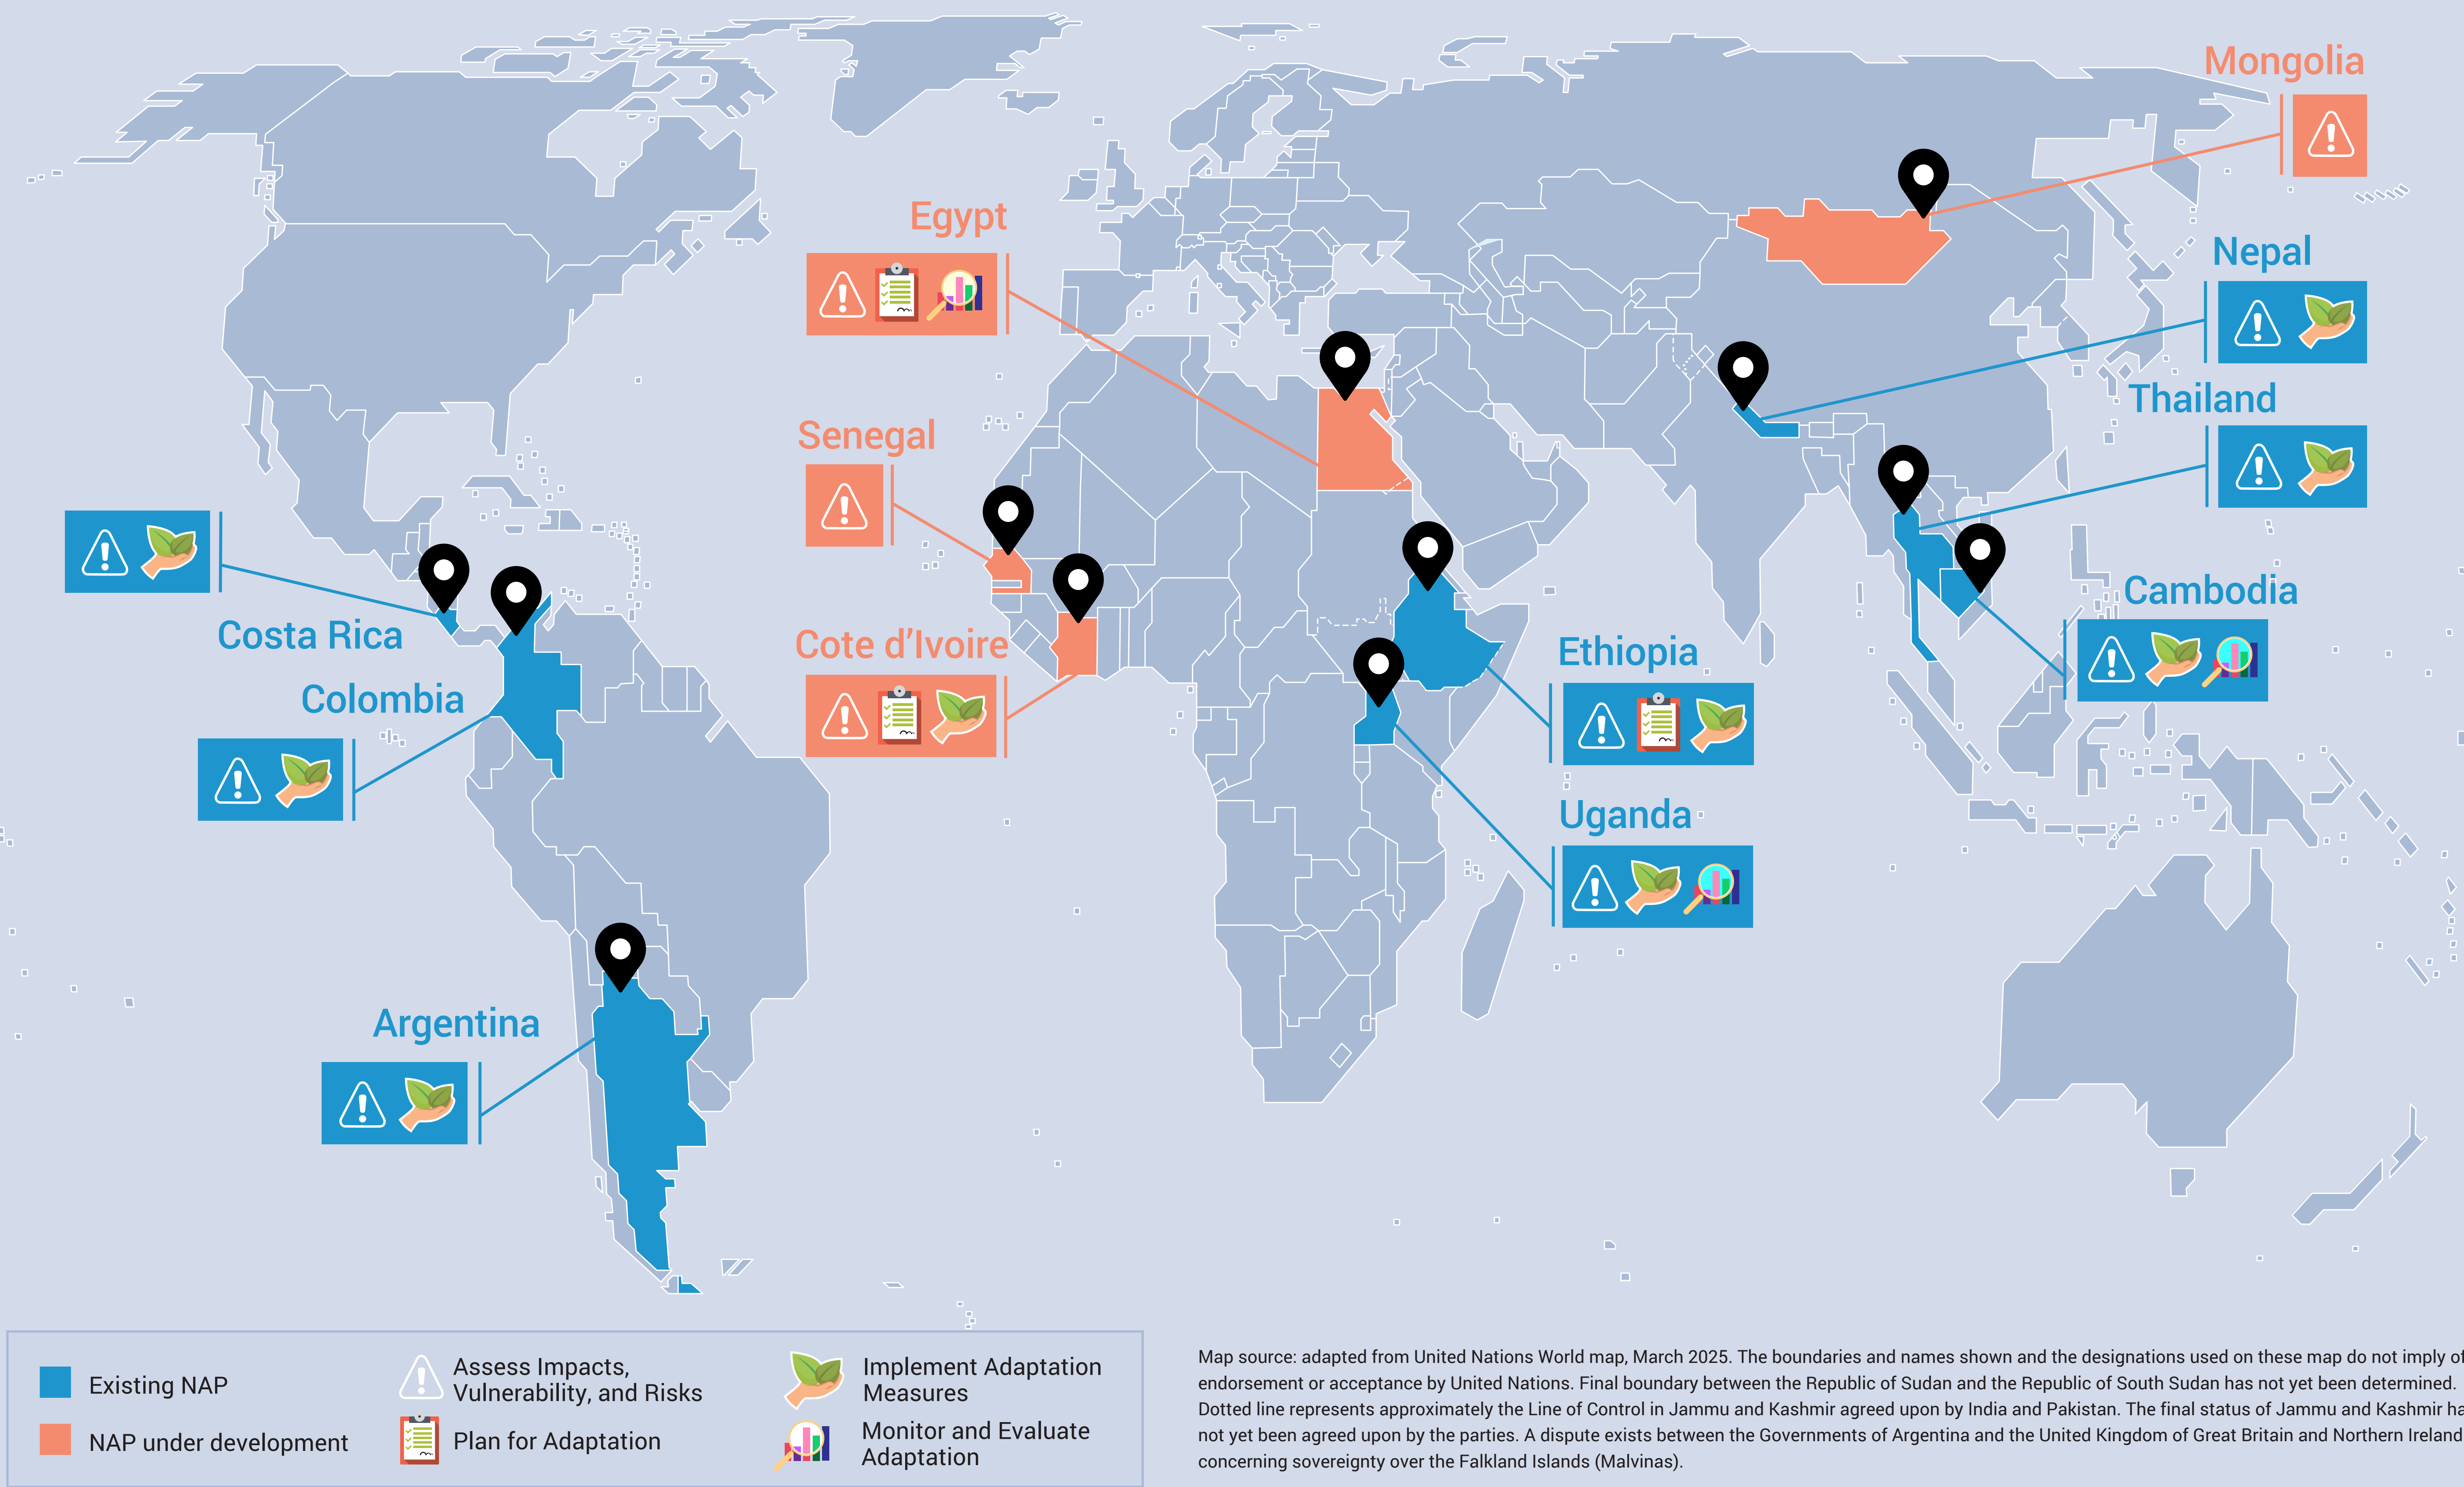 Mongolia
Egypt
Nepal
Thailand
Senegal
Cambodia
Costa Rica
Cote d’Ivoire
Ethiopia
Colombia
Uganda
Argentina
Existing NAP
NAP under development
Assess Impacts,
Vulnerability, and Risks
Plan for Adaptation
Implement Adaptation
Measures
Monitor and Evaluate
Adaptation
Map source: adapted from United Nations World map, March 2025. The boundaries and names shown and the designations used on these map do not imply
endorsement or acceptance by United Nations. Final boundary between the Republic of Sudan and the Republic of South Sudan has not yet been determined.
Dotted line represents approximately the Line of Control in Jammu and Kashmir agreed upon by India and Pakistan. The final status of Jammu and Kashmir
not yet been agreed upon by the parties. A dispute exists between the Governments of Argentina and the United Kingdom of Great Britain and Northern Ireland
concerning sovereignty over the Falkland Islands (Malvinas).